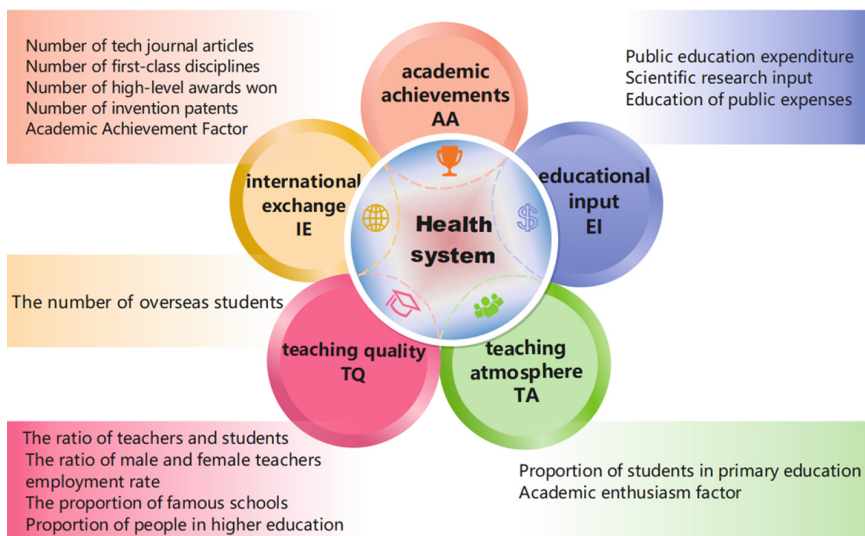 Number of tech journal articles
Number of first-class disciplines
Number of high-level awards won
Number of invention patents
Academic Achievement Factor
academic
achievements
AA
Public education expenditure
Scientific research input
Education of public expenses
international
exchange
IE
educational
input
EI
Health
system
The number of overseas students
teaching quality
TQ
teaching
atmosphere
TA
The ratio of teachers and students
The ratio of male and female teachers
employment rate
The proportion of famous schools
Proportion of people in higher education
Proportion of students in primary education
Academic enthusiasm factor